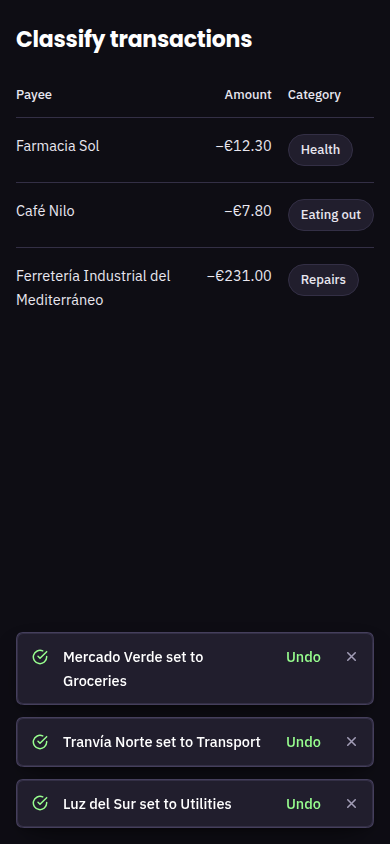 Classify transactions
Payee Amount Category
Farmacia Sol −€12.30 Health
Café Nilo −€7.80 Eating out
Ferretería Industrial del −€231.00 Repairs
Mediterráneo
Mercado Verde set to Undo
Groceries
Tranvía Norte set to Transport Undo
Luz del Sur set to Utilities Undo